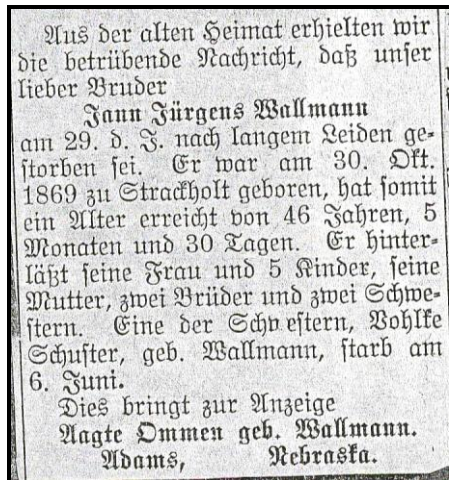 Aus der alten Heimat erhielten wir
die betrübende Nachricht, daß unser
lieber Bruder
Jann Jürgens Wallmann
am 29. d. J. nach langem Leiden ge-
storben sei. Er war am 30. Okt.
1869 zu Strackholt geboren, hat somit
ein Alter erreicht von 46 Jahren, 5
Monaten und 30 Tagen. Er hinter-
läßt seine Frau und 5 Kinder, seine
Mutter, zwei Brüder und zwei Schwe-
stern. Eine der Schwestern, Vohlke
Schuster, geb. Wallmann, starb am
6. Juni.
Dies bringt zur Anzeige
Aagte Ommen geb. Wallmann.
Adams, Nebraska.